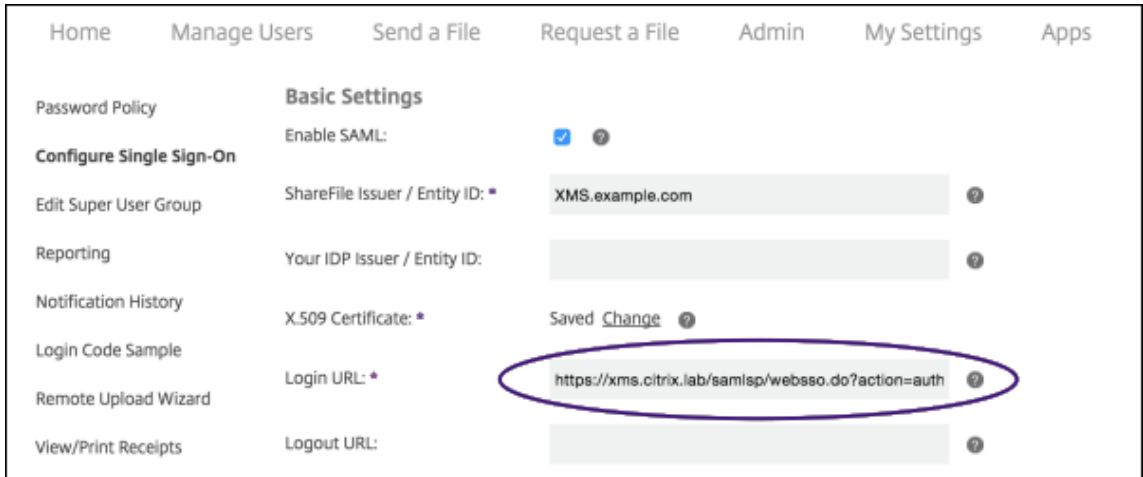 Home Manage Users Send a File Request a File Admin My Settings Apps
Password Policy
Configure Single Sign-On
Edit Super User Group
Reporting
Notification History
Login Code Sample
Remote Upload Wizard
View/Print Receipts
Basic Settings
Enable SAML: ?
ShareFile Issuer / Entity ID: * XMS.example.com ?
Your IDP Issuer / Entity ID: ?
X.509 Certificate: * Saved Change ?
Login URL: * https://xms.citrix.lab/samlsp/websso.do?action=auth ?
Logout URL: ?